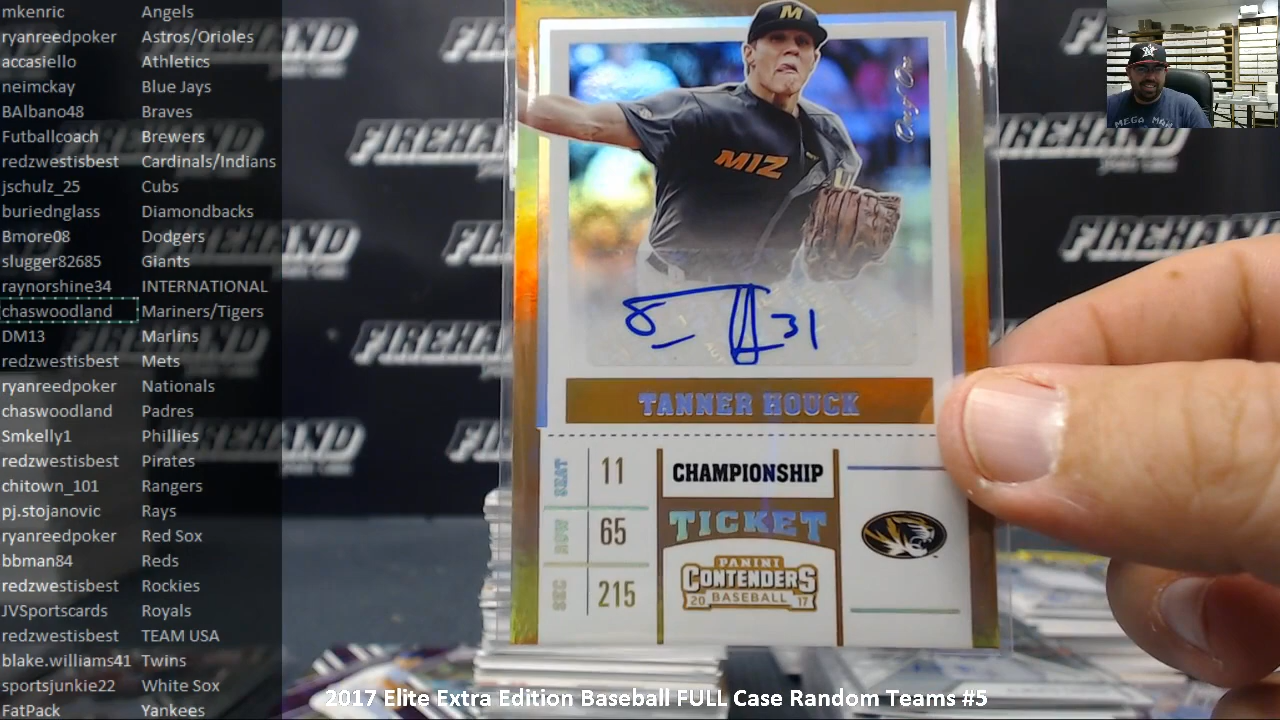 mkenric Angels
ryanreedpoker Astros/Orioles
accasiello Athletics
neimckay Blue Jays
BAlbano48 Braves
Futballcoach Brewers
redzwestisbest Cardinals/Indians
jschulz_25 Cubs
buriednglass Diamondbacks
Bmore08 Dodgers
slugger82685 Giants
raynorshine34 INTERNATIONAL
chaswoodland Mariners/Tigers
DM13 Marlins
redzwestisbest Mets
ryanreedpoker Nationals
chaswoodland Padres
Smkelly1 Phillies
redzwestisbest Pirates
chitown_101 Rangers
pj.stojanovic Rays
ryanreedpoker Red Sox
bbman84 Reds
redzwestisbest Rockies
JVSportscards Royals
redzwestisbest TEAM USA
blake.williams41 Twins
sportsjunkie22 White Sox
FatPack Yankees
FIREHAND
M
MIZ
One of One
31
TANNER HOUCK
SEAT 11
ROW 65
SEC 215
CHAMPIONSHIP
TICKET
PANINI
CONTENDERS
20 BASEBALL 17
MEGA MAN
2017 Elite Extra Edition Baseball FULL Case Random Teams #5